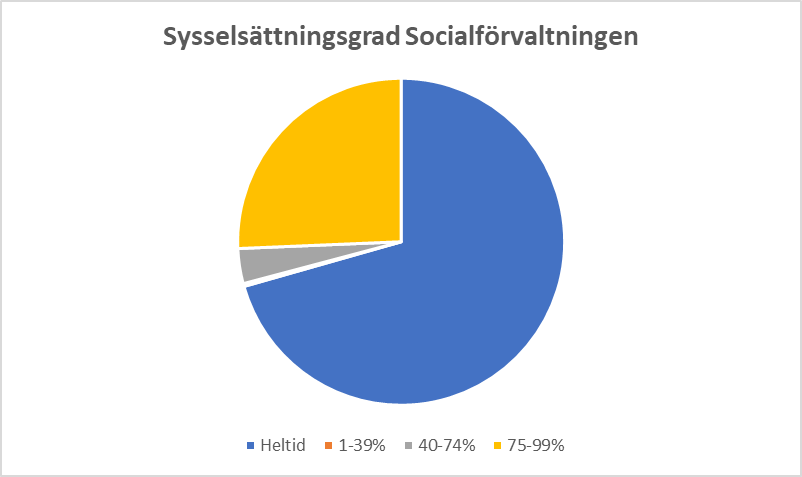 Sysselsättningsgrad Socialförvaltningen
Heltid 1-39% 40-74% 75-99%